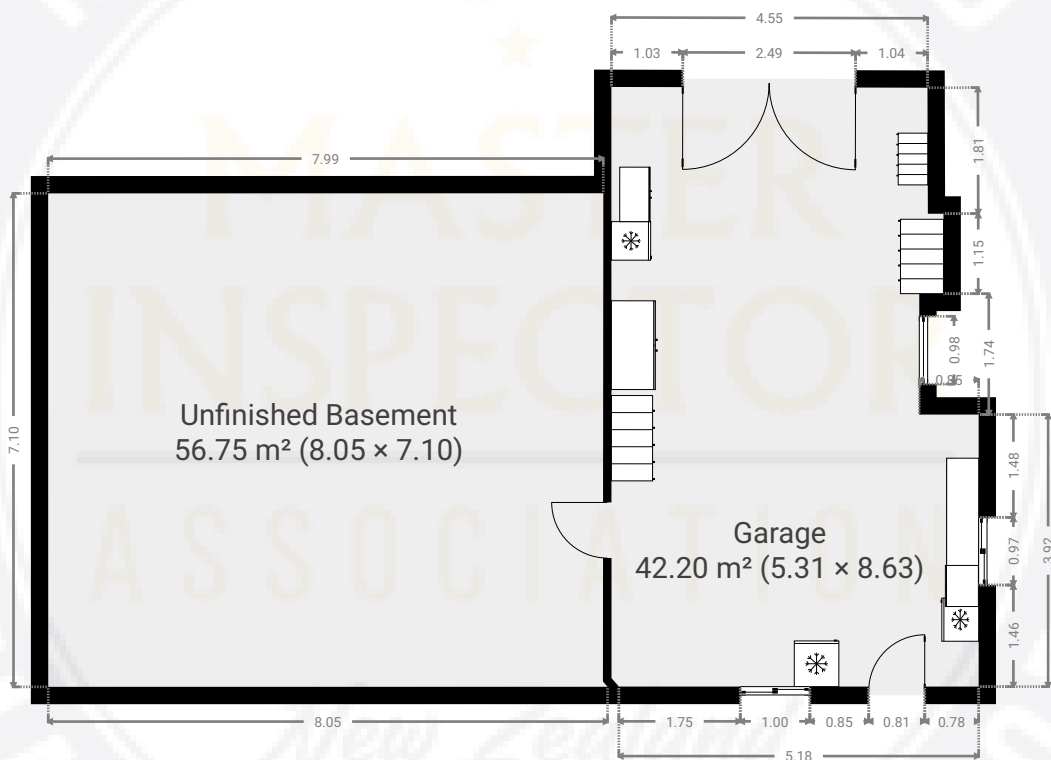 4.55
1.03
2.49
1.04
7.99
1.81
1.15
0.98
1.74
0.86
7.10
Unfinished Basement
56.75 m² (8.05 × 7.10)
Garage
42.20 m² (5.31 × 8.63)
1.48
0.97
3.92
1.46
8.05
1.75
1.00
0.85
0.81
0.78
5.18
MASTER
INSPECTOR
ASSOCIATION
New Zealand